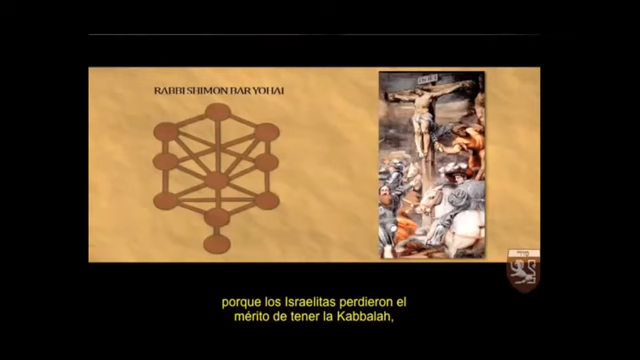 RABBI SHIMON BAR YOHAI
porque los Israelitas perdieron el
mérito de tener la Kabbalah,